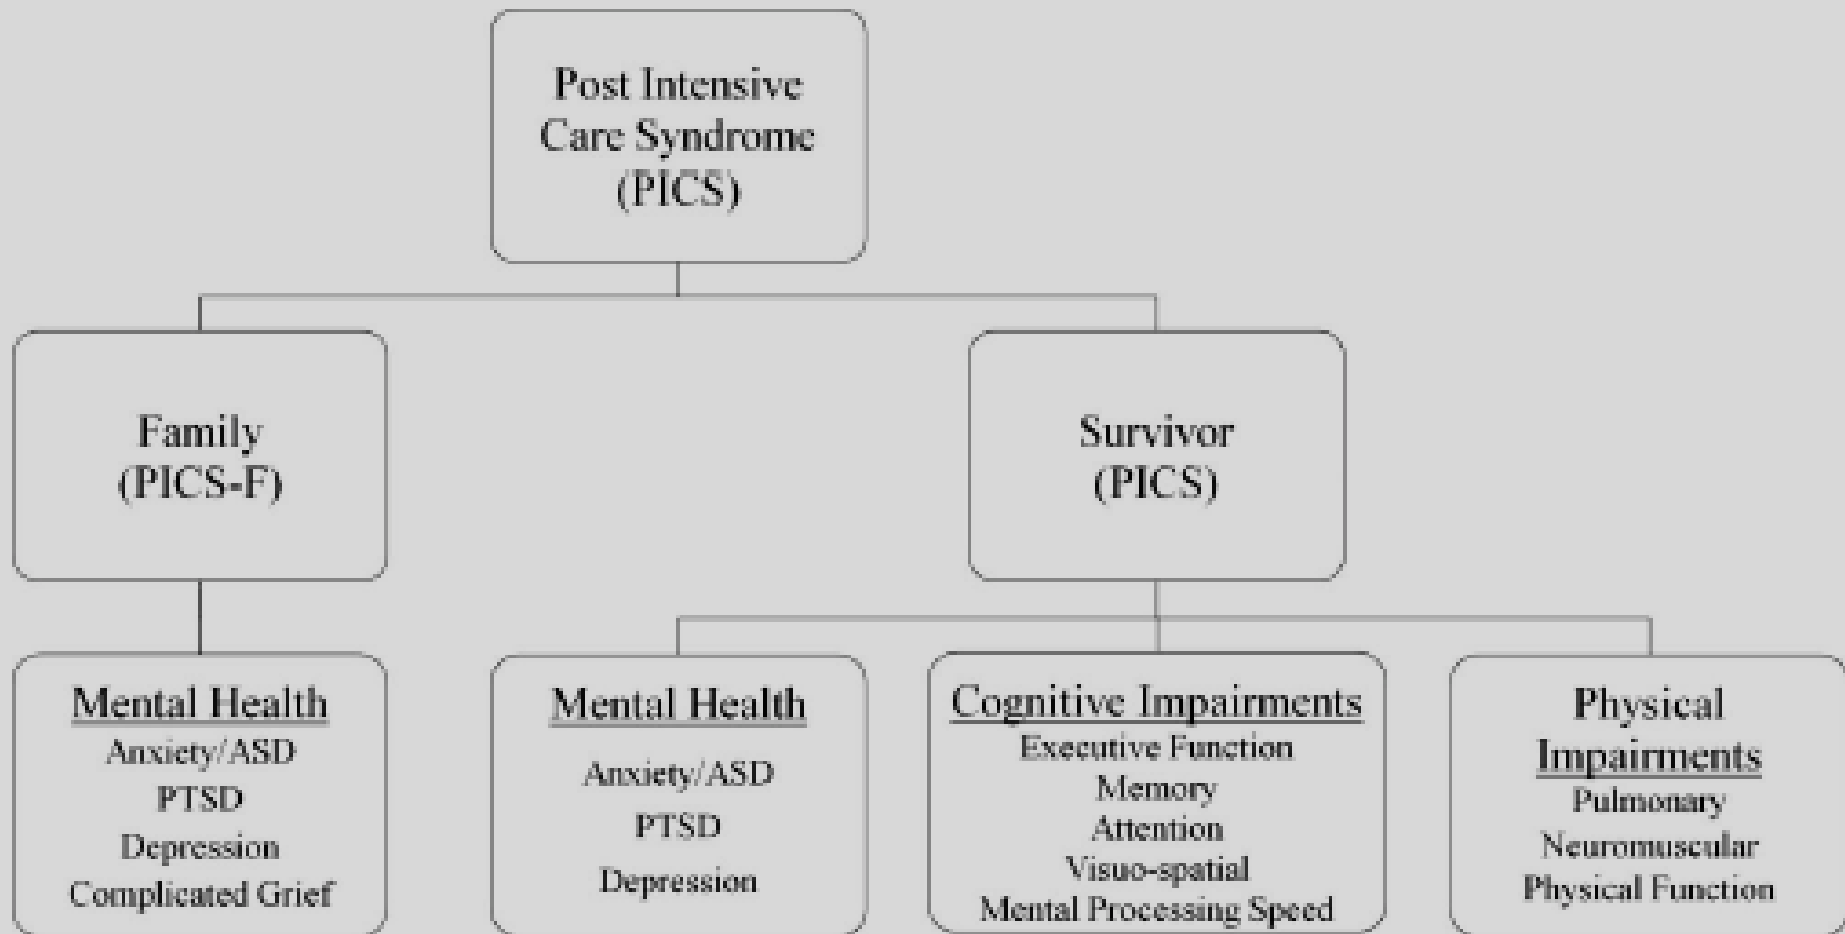 Post Intensive
Care Syndrome
(PICS)
Family
(PICS-F)
Survivor
(PICS)
Mental Health
Anxiety/ASD
PTSD
Depression
Complicated Grief
Mental Health
Anxiety/ASD
PTSD
Depression
Cognitive Impairments
Executive Function
Memory
Attention
Visuo-spatial
Mental Processing Speed
Physical
Impairments
Pulmonary
Neuromuscular
Physical Function